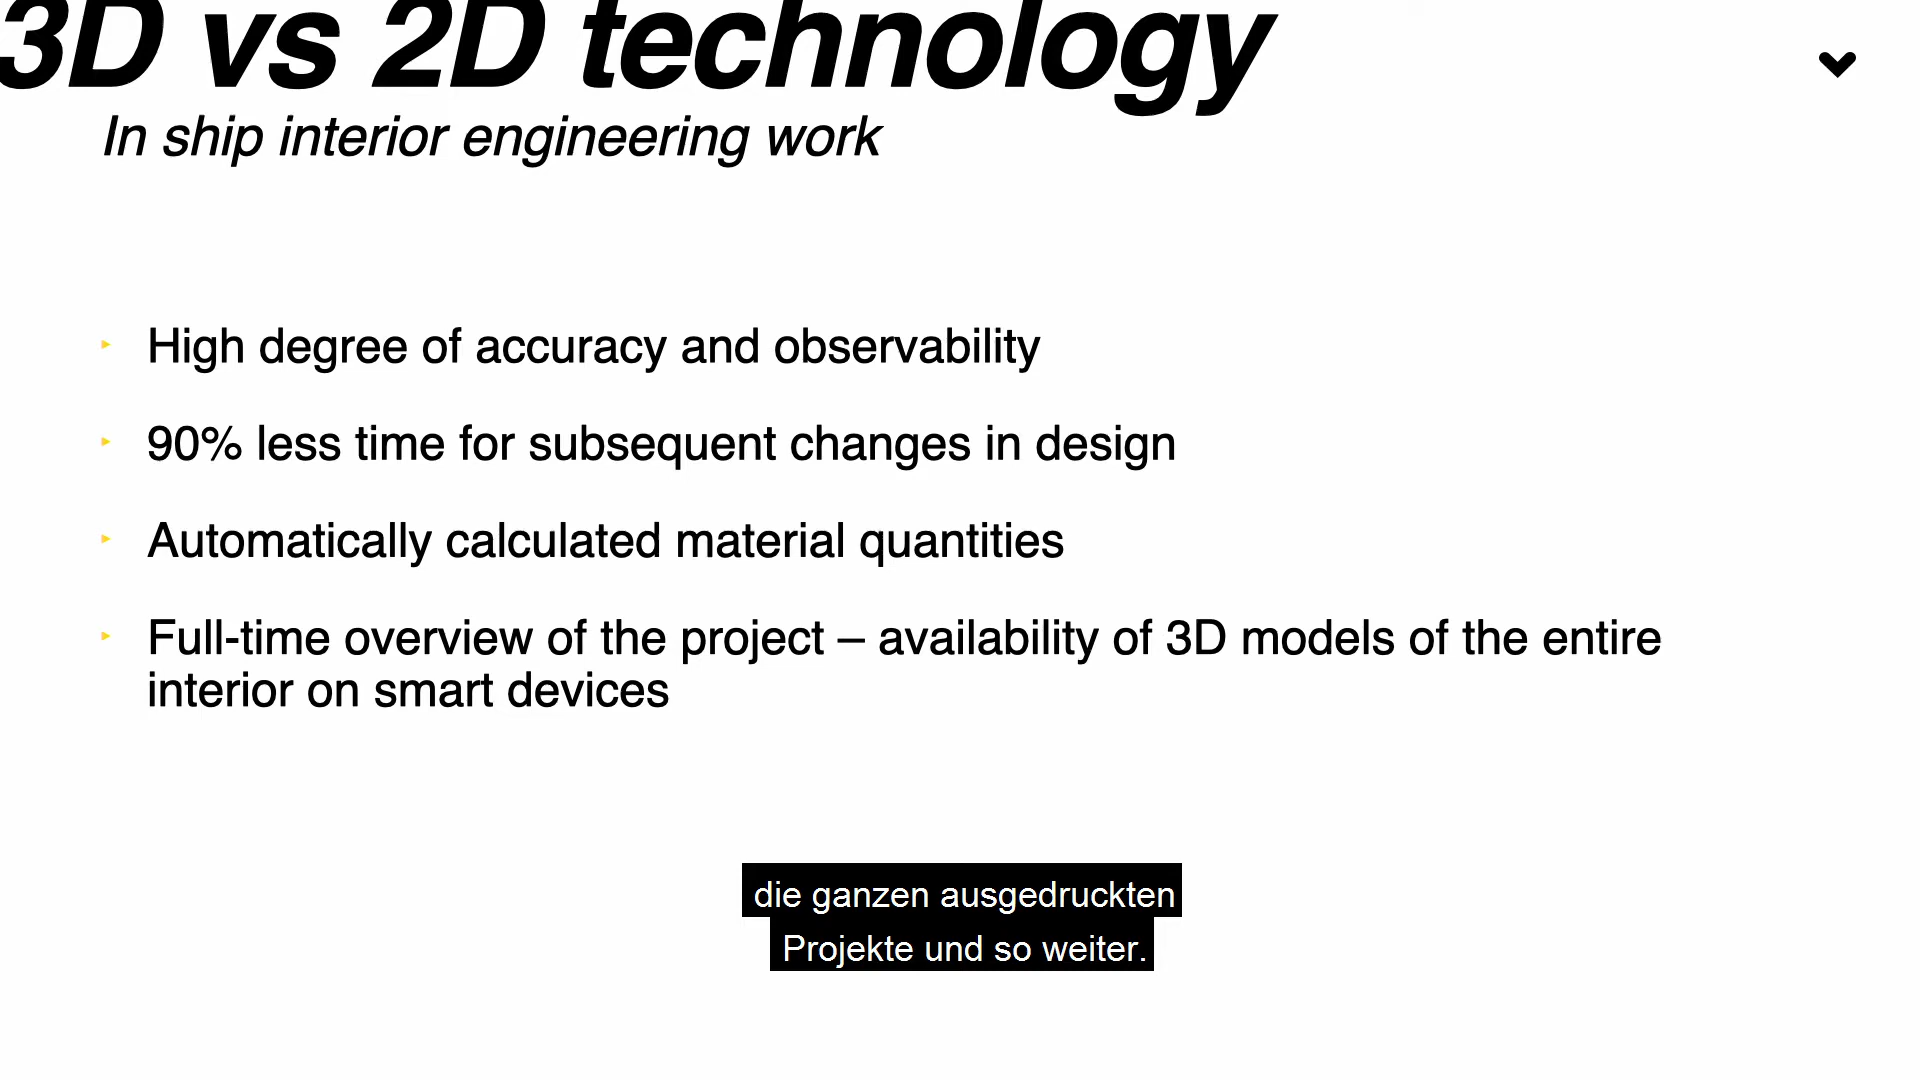 3D vs 2D technology
In ship interior engineering work
High degree of accuracy and observability
90% less time for subsequent changes in design
Automatically calculated material quantities
Full-time overview of the project – availability of 3D models of the entire
interior on smart devices
die ganzen ausgedruckten
Projekte und so weiter.